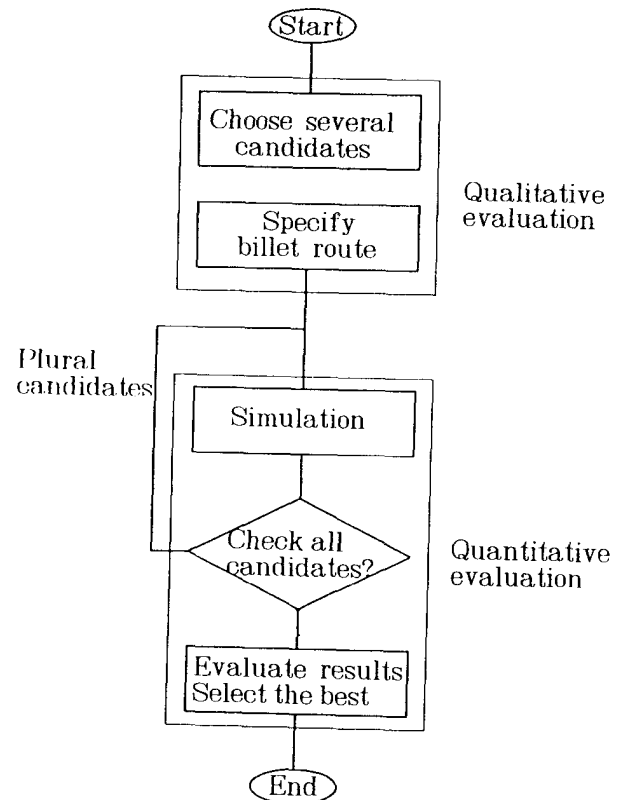 Start
Choose several
candidates
Specify
billet route
Qualitative
evaluation
Plural
candidates
Simulation
Check all
candidates?
Quantitative
evaluation
Evaluate results
Select the best
End